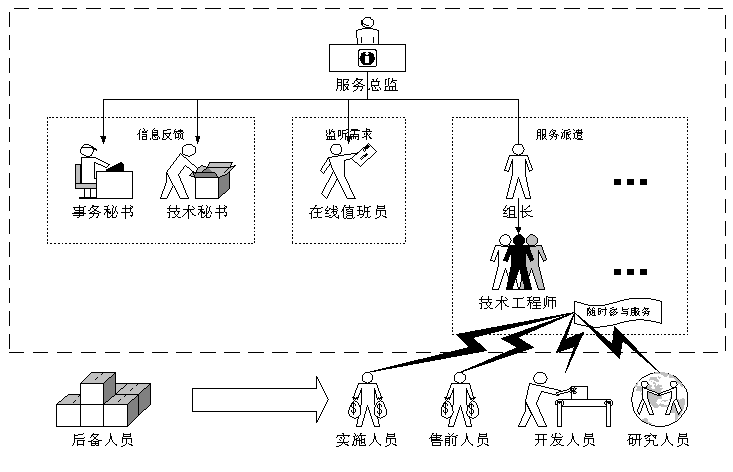 服务总监
信息反馈
监听需求
服务派遣
事务秘书
技术秘书
在线值班员
组长
技术工程师
随时参与服务
后备人员
实施人员
售前人员
开发人员
研究人员